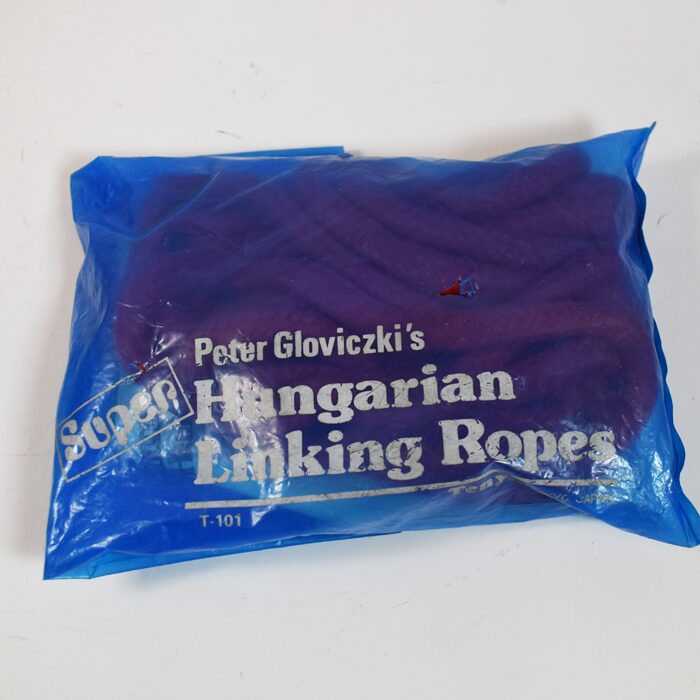 Peter Gloviczki's
Super
Hungarian
Linking Ropes
T-101